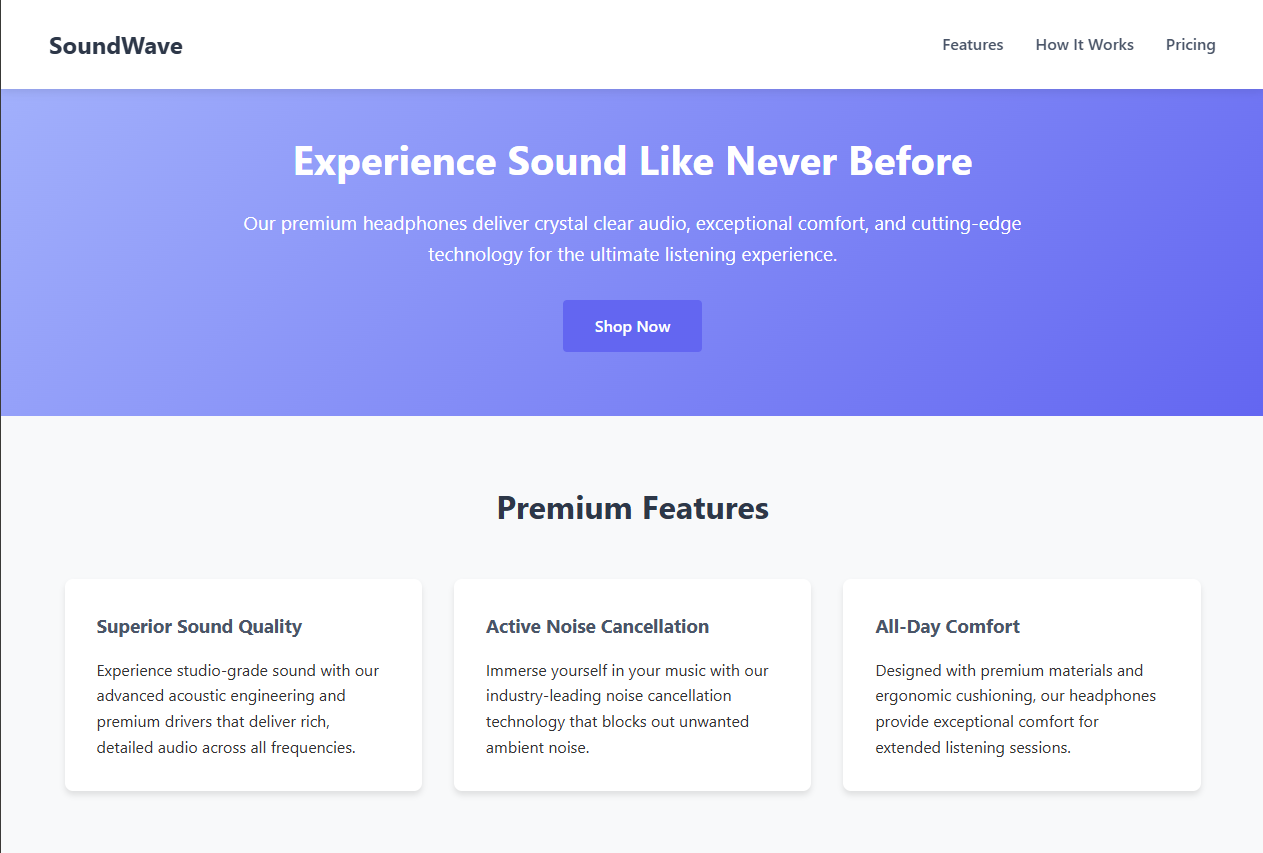 SoundWave
Features
How It Works
Pricing
Experience Sound Like Never Before
Our premium headphones deliver crystal clear audio, exceptional comfort, and cutting-edge
technology for the ultimate listening experience.
Shop Now
Premium Features
Superior Sound Quality
Experience studio-grade sound with our
advanced acoustic engineering and
premium drivers that deliver rich,
detailed audio across all frequencies.
Active Noise Cancellation
Immerse yourself in your music with our
industry-leading noise cancellation
technology that blocks out unwanted
ambient noise.
All-Day Comfort
Designed with premium materials and
ergonomic cushioning, our headphones
provide exceptional comfort for
extended listening sessions.